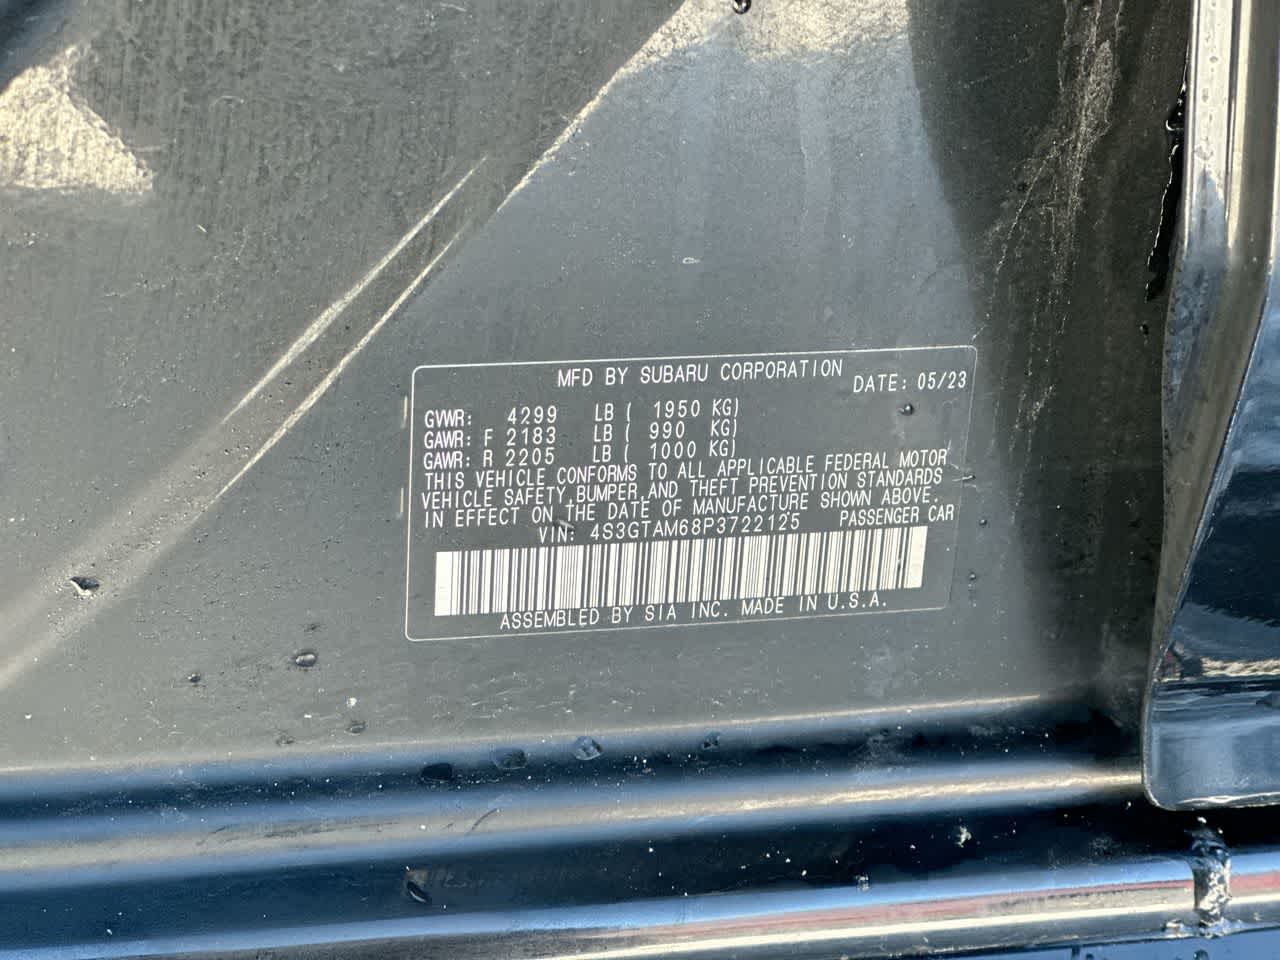 MFD BY SUBARU CORPORATION
DATE: 05/23
GVWR: 4299 LB ( 1950 KG)
GAWR: F 2183 LB ( 990 KG)
GAWR: R 2205 LB ( 1000 KG)
THIS VEHICLE CONFORMS TO ALL APPLICABLE FEDERAL MOTOR
VEHICLE SAFETY, BUMPER, AND THEFT PREVENTION STANDARDS
IN EFFECT ON THE DATE OF MANUFACTURE SHOWN ABOVE.
VIN: 4S3GTAM68P3722125 PASSENGER CAR
ASSEMBLED BY SIA INC. MADE IN U.S.A.